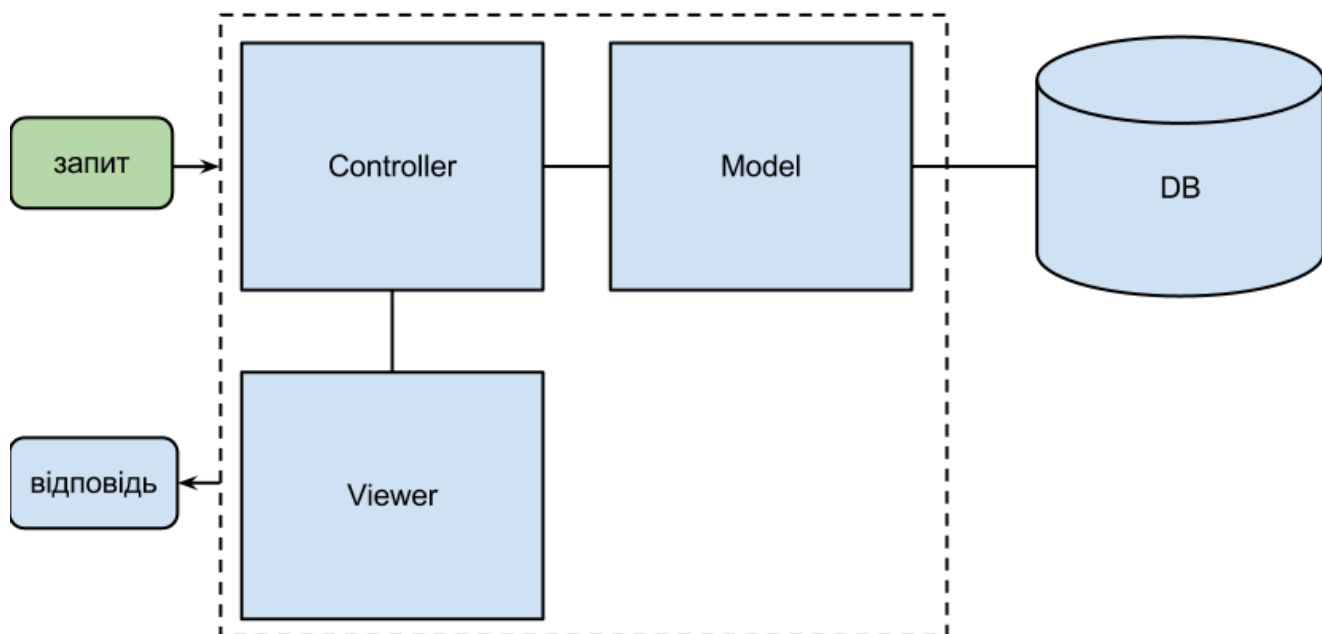 запит
Controller
Model
DB
відповідь
Viewer